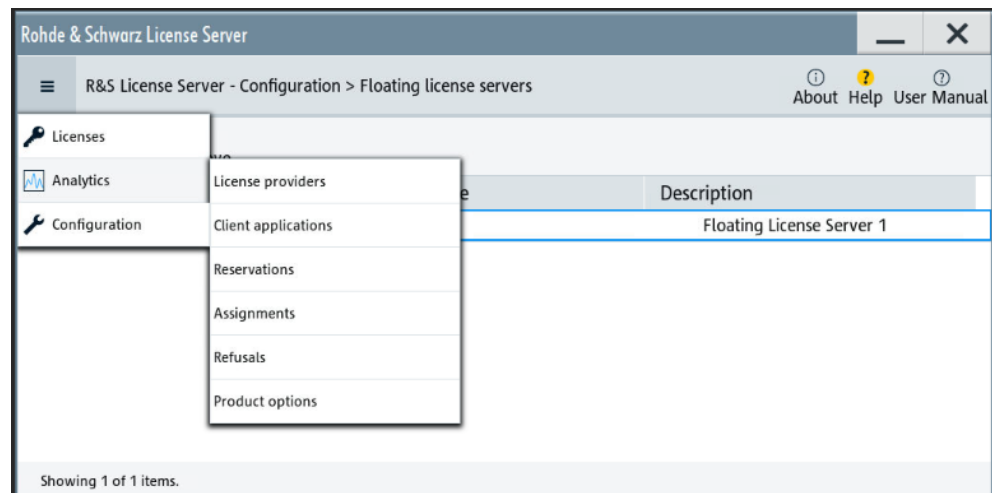 Rohde & Schwarz License Server
R&S License Server - Configuration > Floating license servers
About Help User Manual
Licenses
Analytics
Configuration
License providers
Client applications
Reservations
Assignments
Refusals
Product options
Description
Floating License Server 1
Showing 1 of 1 items.